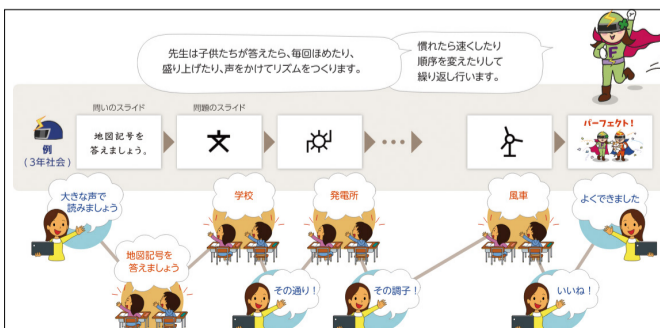 先生は子供たちが答えたら、毎回ほめたり、
盛り上げたり、声をかけてリズムをつくります。
慣れたら速くしたり
順序を変えたりして
繰り返し行います。
F
例
(3年社会)
問いのスライド
地図記号を
答えましょう。
問題のスライド
パーフェクト!
大きな声で
読みましょう
地図記号を
答えましょう
学校
その通り!
発電所
その調子!
風車
いいね!
よくできました